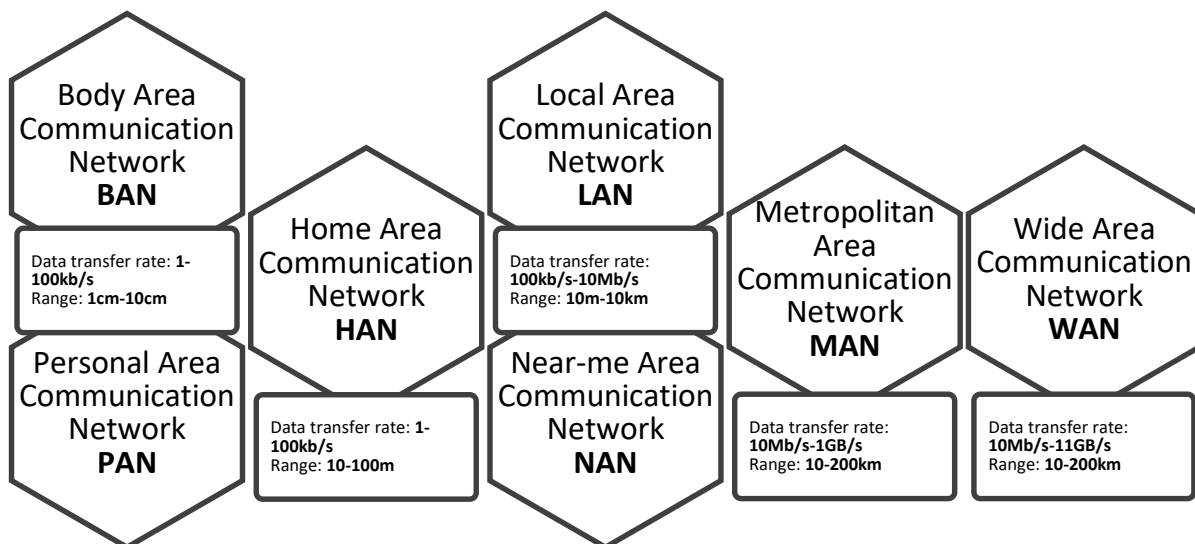 Body Area
Communication
Network
BAN
Data transfer rate: 1-
100kb/s
Range: 1cm-10cm
Personal Area
Communication
Network
PAN
Home Area
Communication
Network
HAN
Data transfer rate: 1-
100kb/s
Range: 10-100m
Local Area
Communication
Network
LAN
Data transfer rate:
100kb/s-10Mb/s
Range: 10m-10km
Near-me Area
Communication
Network
NAN
Metropolitan
Area
Communication
Network
MAN
Data transfer rate:
10Mb/s-1GB/s
Range: 10-200km
Wide Area
Communication
Network
WAN
Data transfer rate:
10Mb/s-11GB/s
Range: 10-200km